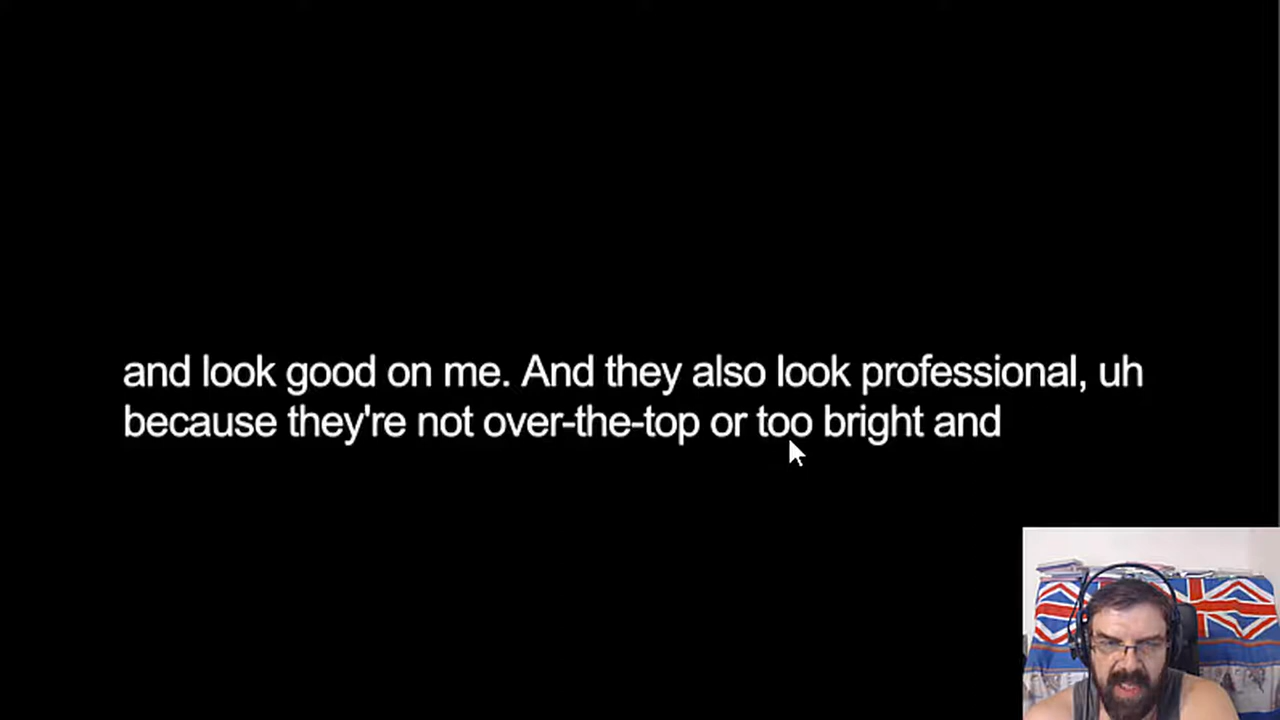 and look good on me. And they also look professional, uh
because they're not over-the-top or too bright and